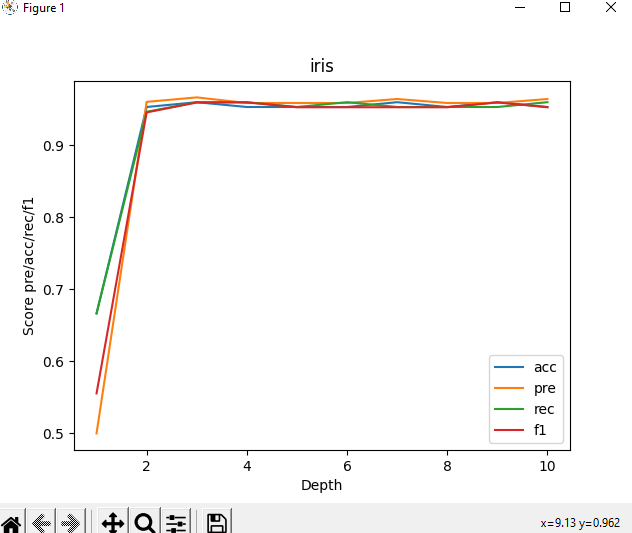 Figure 1
iris
Score pre/acc/rec/f1
0.9
0.8
0.7
0.6
0.5
acc
pre
rec
f1
2 4 6 8 10
Depth
x=9.13 y=0.962